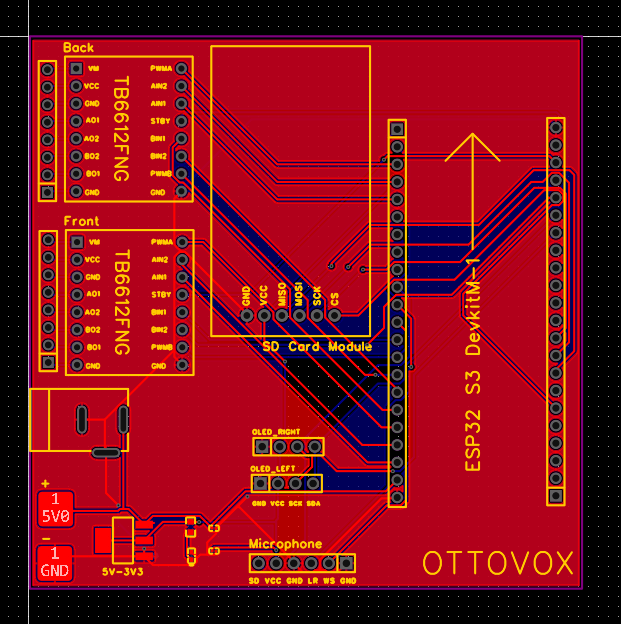 Back
VM PWMA
VCC AIN2
GND AIN1
AO1 STBY
AO2 BIN1
BO2 BIN2
BO1 PWMB
GND GND
TB6612FNG
Front
VM PWMA
VCC AIN2
GND AIN1
AO1 STBY
AO2 BIN1
BO2 BIN2
BO1 PWMB
GND GND
TB6612FNG
GND VCC MISO MOSI SCK CS
SD Card Module
ESP32 S3 DevkitM-1
OLED_RIGHT
OLED_LEFT
GND VCC SCK SDA
+
1
5V0
-
1
GND
5V-3V3
Microphone
SD VCC GND LR WS GND
OTTOVOX